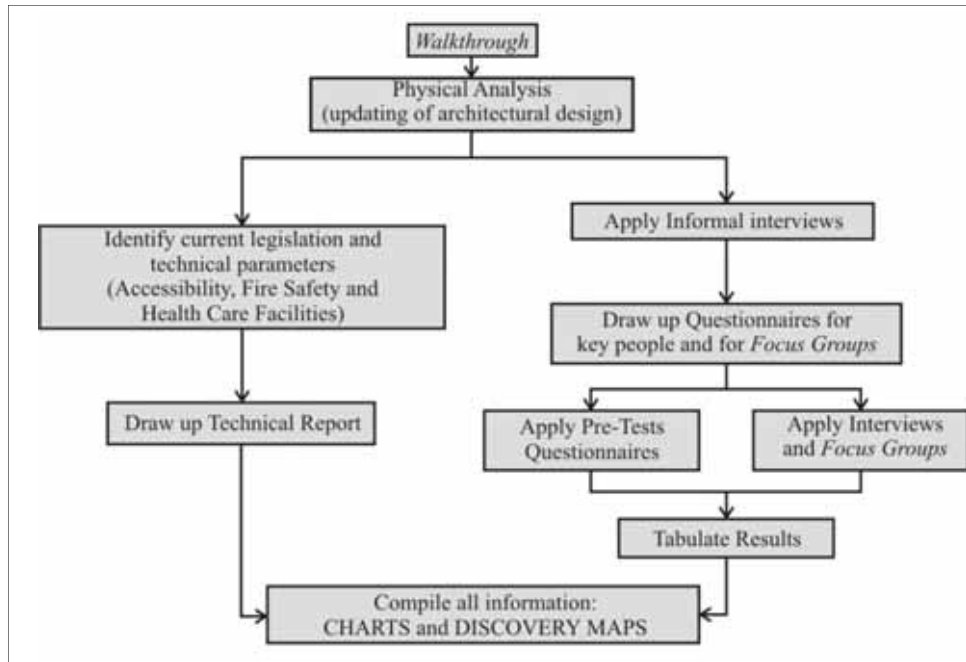 Walkthrough
Physical Analysis
(updating of architectural design)
Identify current legislation and
technical parameters
(Accessibility, Fire Safety and
Health Care Facilities)
Draw up Technical Report
Apply Informal interviews
Draw up Questionnaires for
key people and for Focus Groups
Apply Pre-Tests
Questionnaires
Apply Interviews
and Focus Groups
Tabulate Results
Compile all information:
CHARTS and DISCOVERY MAPS